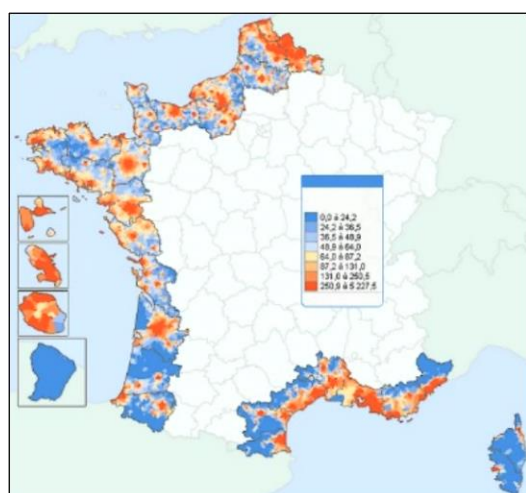 0,0 à 24,2
24,2 à 36,5
36,5 à 48,9
48,9 à 64,0
64,0 à 87,2
87,2 à 131,0
131,0 à 250,5
250,9 à 5 227,5